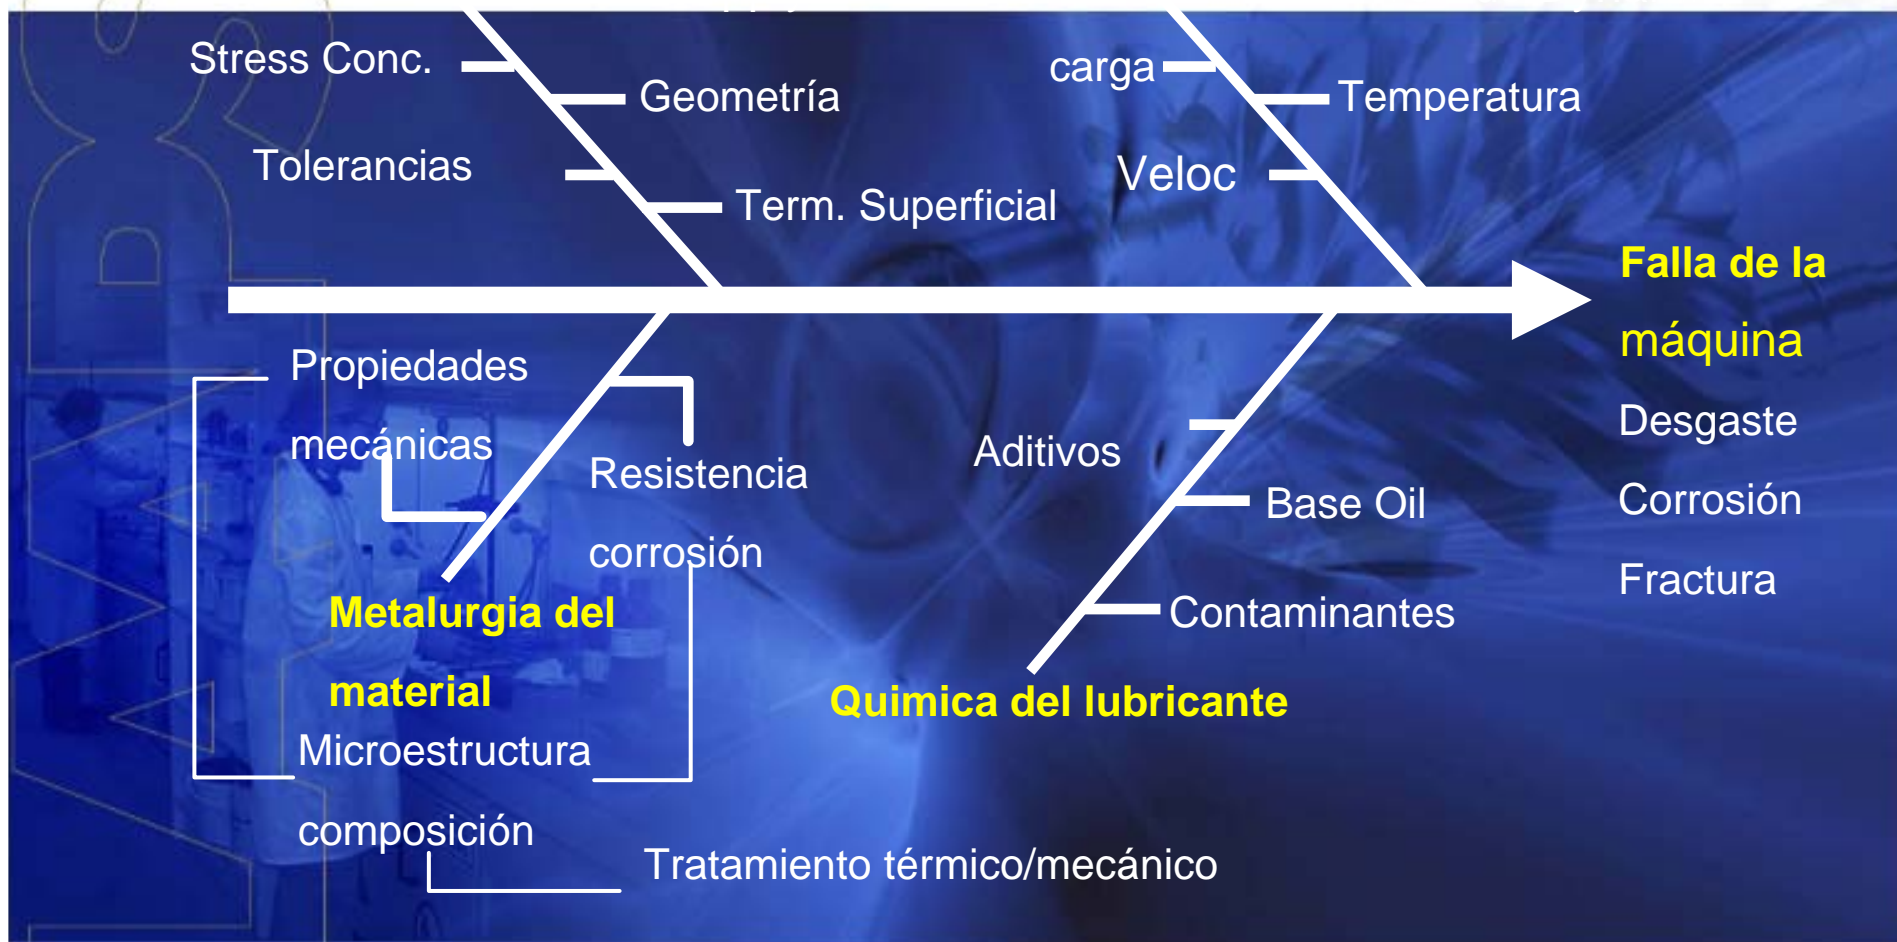 Stress Conc.
carga
Geometría
Temperatura
Tolerancias
Veloc
Term. Superficial
Falla de la
máquina
Desgaste
Corrosión
Fractura
Propiedades
mecánicas
Resistencia
corrosión
Aditivos
Base Oil
Contaminantes
Metalurgia del
material
Quimica del lubricante
Microestructura
composición
Tratamiento térmico/mecánico